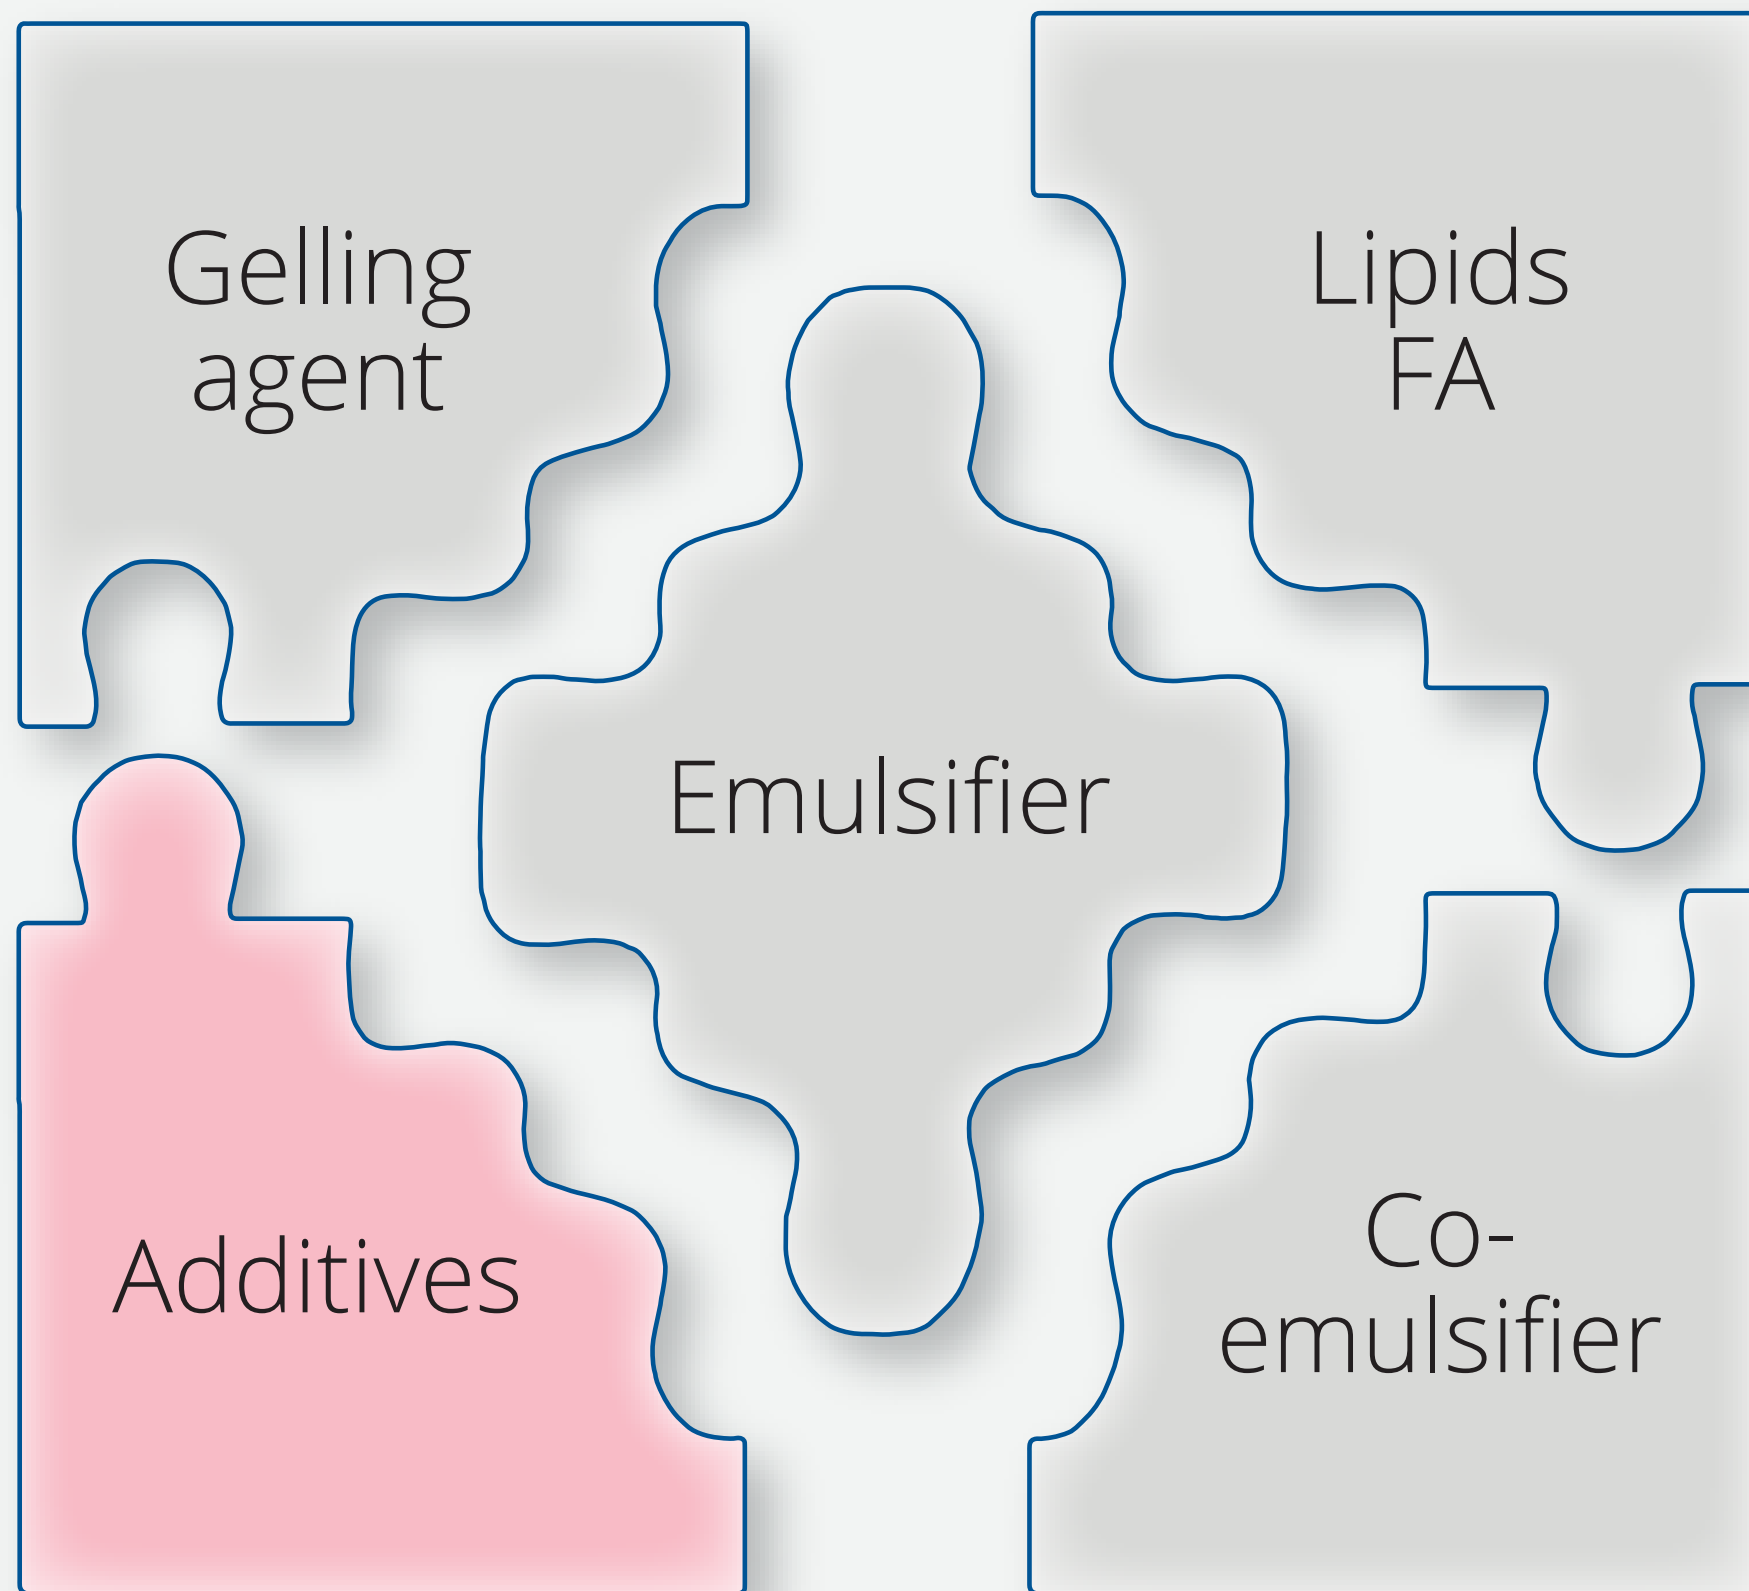 Gelling
agent
Lipids
FA
Emulsifier
Additives
Co-
emulsifier